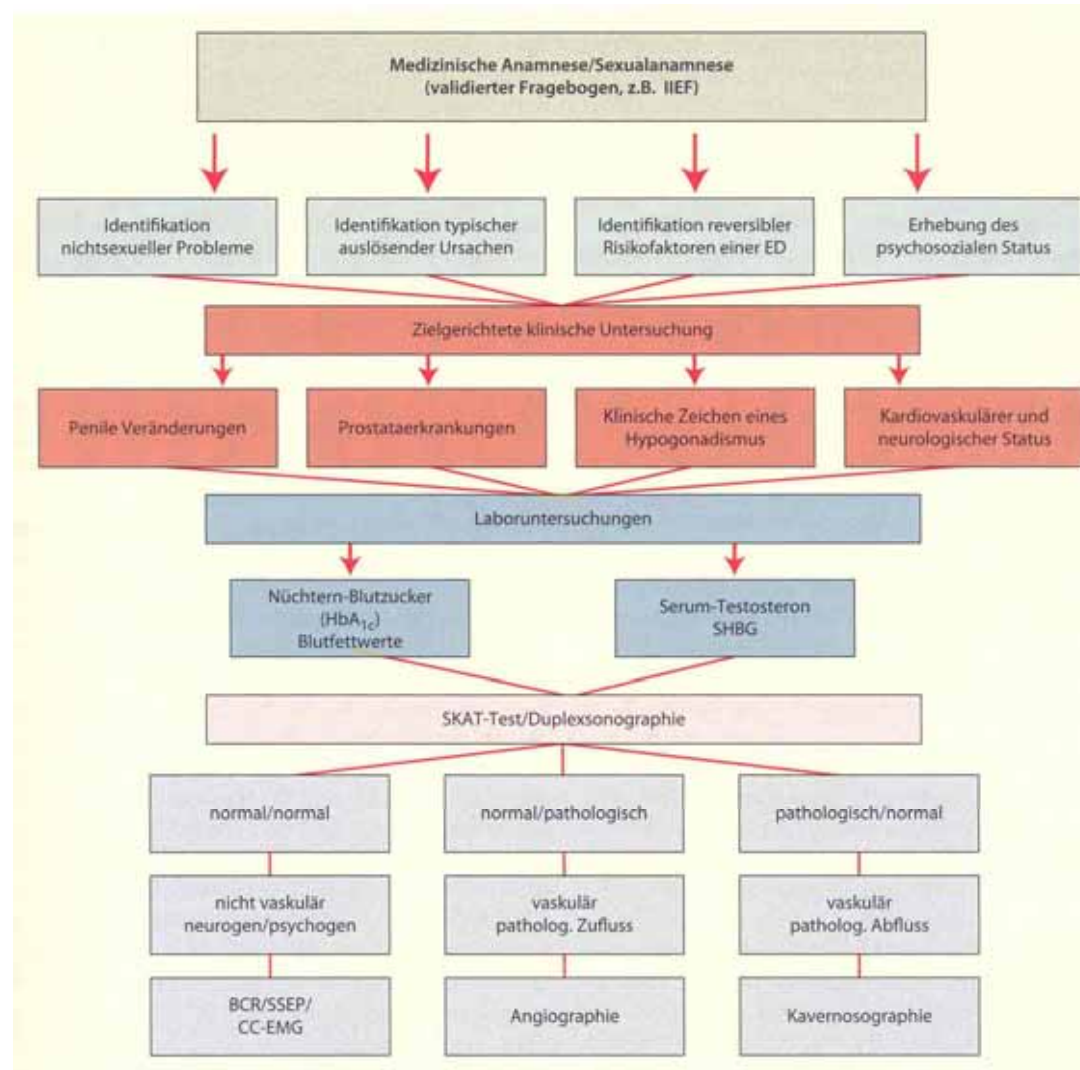 Medizinische Anamnese/Sexualanamnese
(validierter Fragebogen, z.B. IIEF)
Identifikation
nichtsexueller Probleme
Identifikation typischer
auslösender Ursachen
Identifikation reversibler
Risikofaktoren einer ED
Erhebung des
psychosozialen Status
Zielgerichtete klinische Untersuchung
Penile Veränderungen
Prostataerkrankungen
Klinische Zeichen eines
Hypogonadismus
Kardiovaskulärer und
neurologischer Status
Laboruntersuchungen
Nüchtern-Blutzucker
(HbA1c)
Blutfettwerte
Serum-Testosteron
SHBG
SKAT-Test/Duplexsonographie
normal/normal
normal/pathologisch
pathologisch/normal
nicht vaskulär
neurogen/psychogen
vaskulär
patholog. Zufluss
vaskulär
patholog. Abfluss
BCR/SSEP/
CC-EMG
Angiographie
Kavernosographie